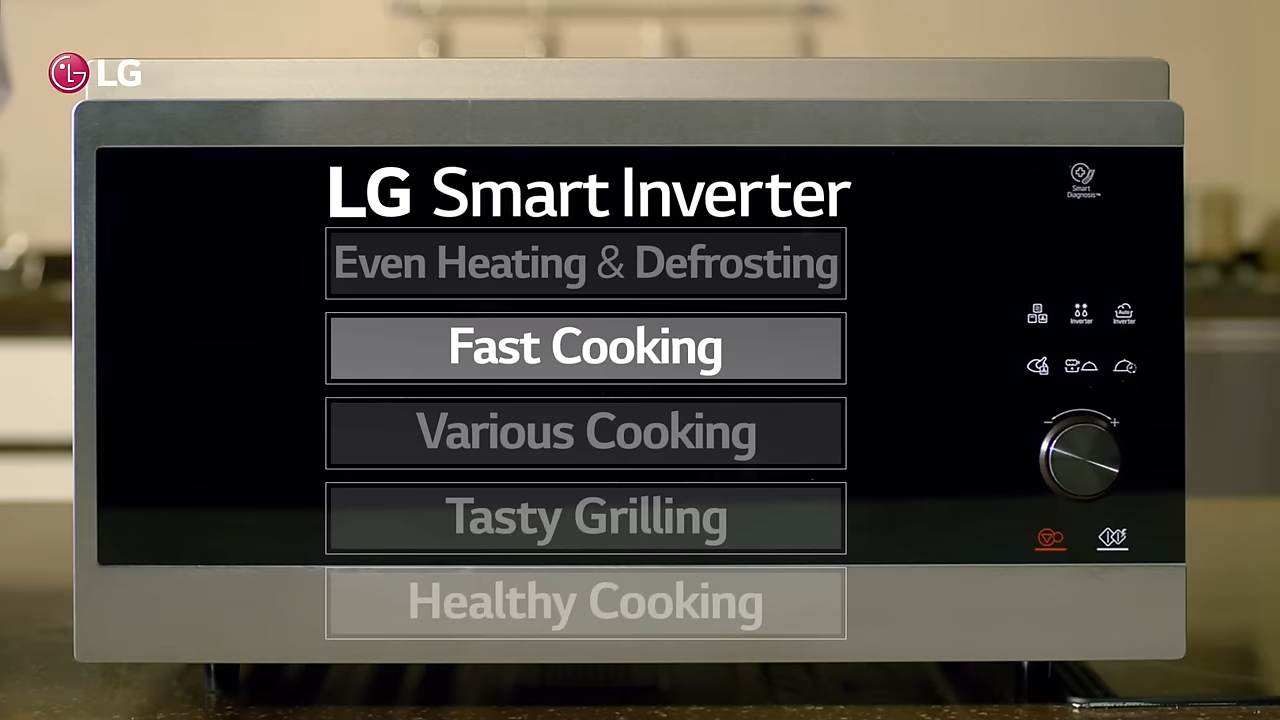 LG
LG Smart Inverter
Even Heating & Defrosting
Fast Cooking
Various Cooking
Tasty Grilling
Healthy Cooking
Smart
Diagnosis™
Inverter
Auto
Inverter